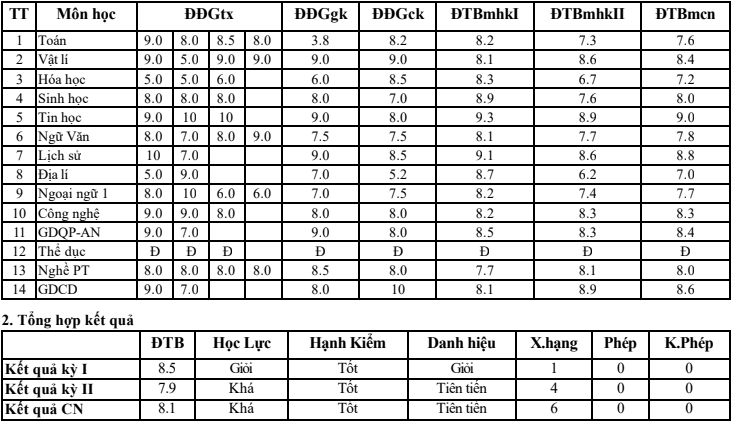 TT Môn học ĐĐGtx ĐĐGgk ĐĐGck ĐTBmhkI ĐTBmhkII ĐTBmcn
1 Toán 9.0 8.0 8.5 8.0 3.8 8.2 8.2 7.3 7.6
2 Vật lí 9.0 5.0 9.0 9.0 9.0 9.0 8.1 8.6 8.4
3 Hóa học 5.0 5.0 6.0 6.0 8.5 8.3 6.7 7.2
4 Sinh học 8.0 8.0 8.0 8.0 7.0 8.9 7.6 8.0
5 Tin học 9.0 10 10 9.0 8.0 9.3 8.9 9.0
6 Ngữ Văn 8.0 7.0 8.0 9.0 7.5 7.5 8.1 7.7 7.8
7 Lịch sử 10 7.0 9.0 8.5 9.1 8.6 8.8
8 Địa lí 5.0 9.0 7.0 5.2 8.7 6.2 7.0
9 Ngoại ngữ 1 8.0 10 6.0 6.0 7.0 7.5 8.2 7.4 7.7
10 Công nghệ 9.0 9.0 8.0 8.0 8.0 8.2 8.3 8.3
11 GDQP-AN 9.0 7.0 9.0 8.0 8.5 8.3 8.4
12 Thể dục Đ Đ Đ Đ Đ Đ Đ Đ
13 Nghề PT 8.0 8.0 8.0 8.0 8.5 8.0 7.7 8.1 8.0
14 GDCD 9.0 7.0 8.0 10 8.1 8.9 8.6
2. Tổng hợp kết quả
ĐTB Học Lực Hạnh Kiểm Danh hiệu X.hạng Phép K.Phép
Kết quả kỳ I 8.5 Giỏi Tốt Giỏi 1 0 0
Kết quả kỳ II 7.9 Khá Tốt Tiên tiến 4 0 0
Kết quả CN 8.1 Khá Tốt Tiên tiến 6 0 0